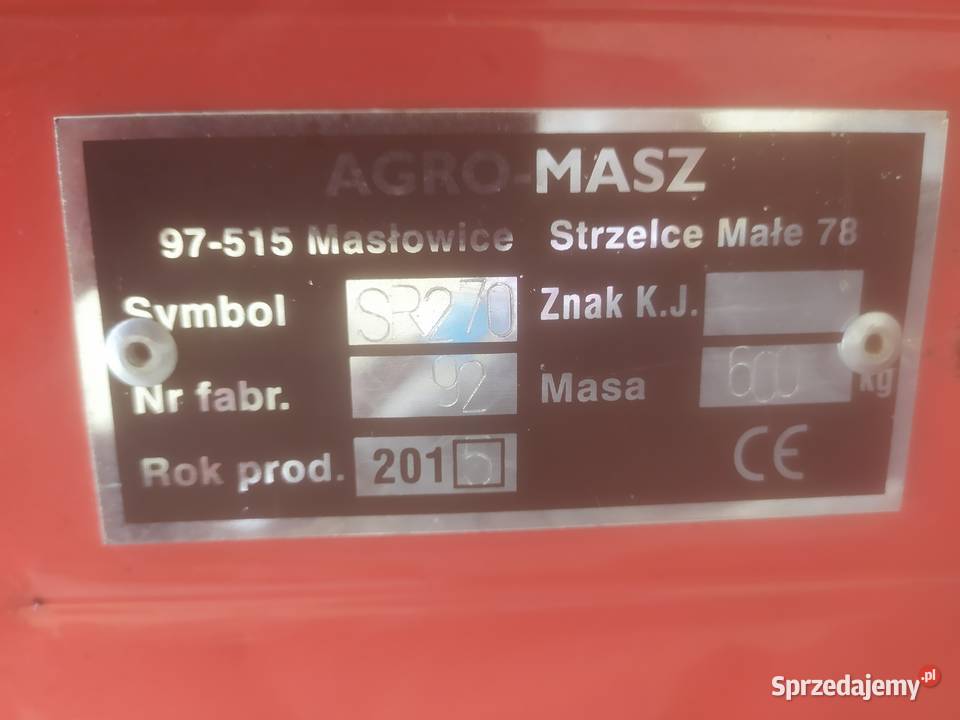 AGRO-MASZ
97-515 Masłowice Strzelce Małe 78
Symbol SR270 Znak K.J.
Nr fabr. 92 Masa 600 kg
Rok prod. 2015 CE
Sprzedajemy.pl